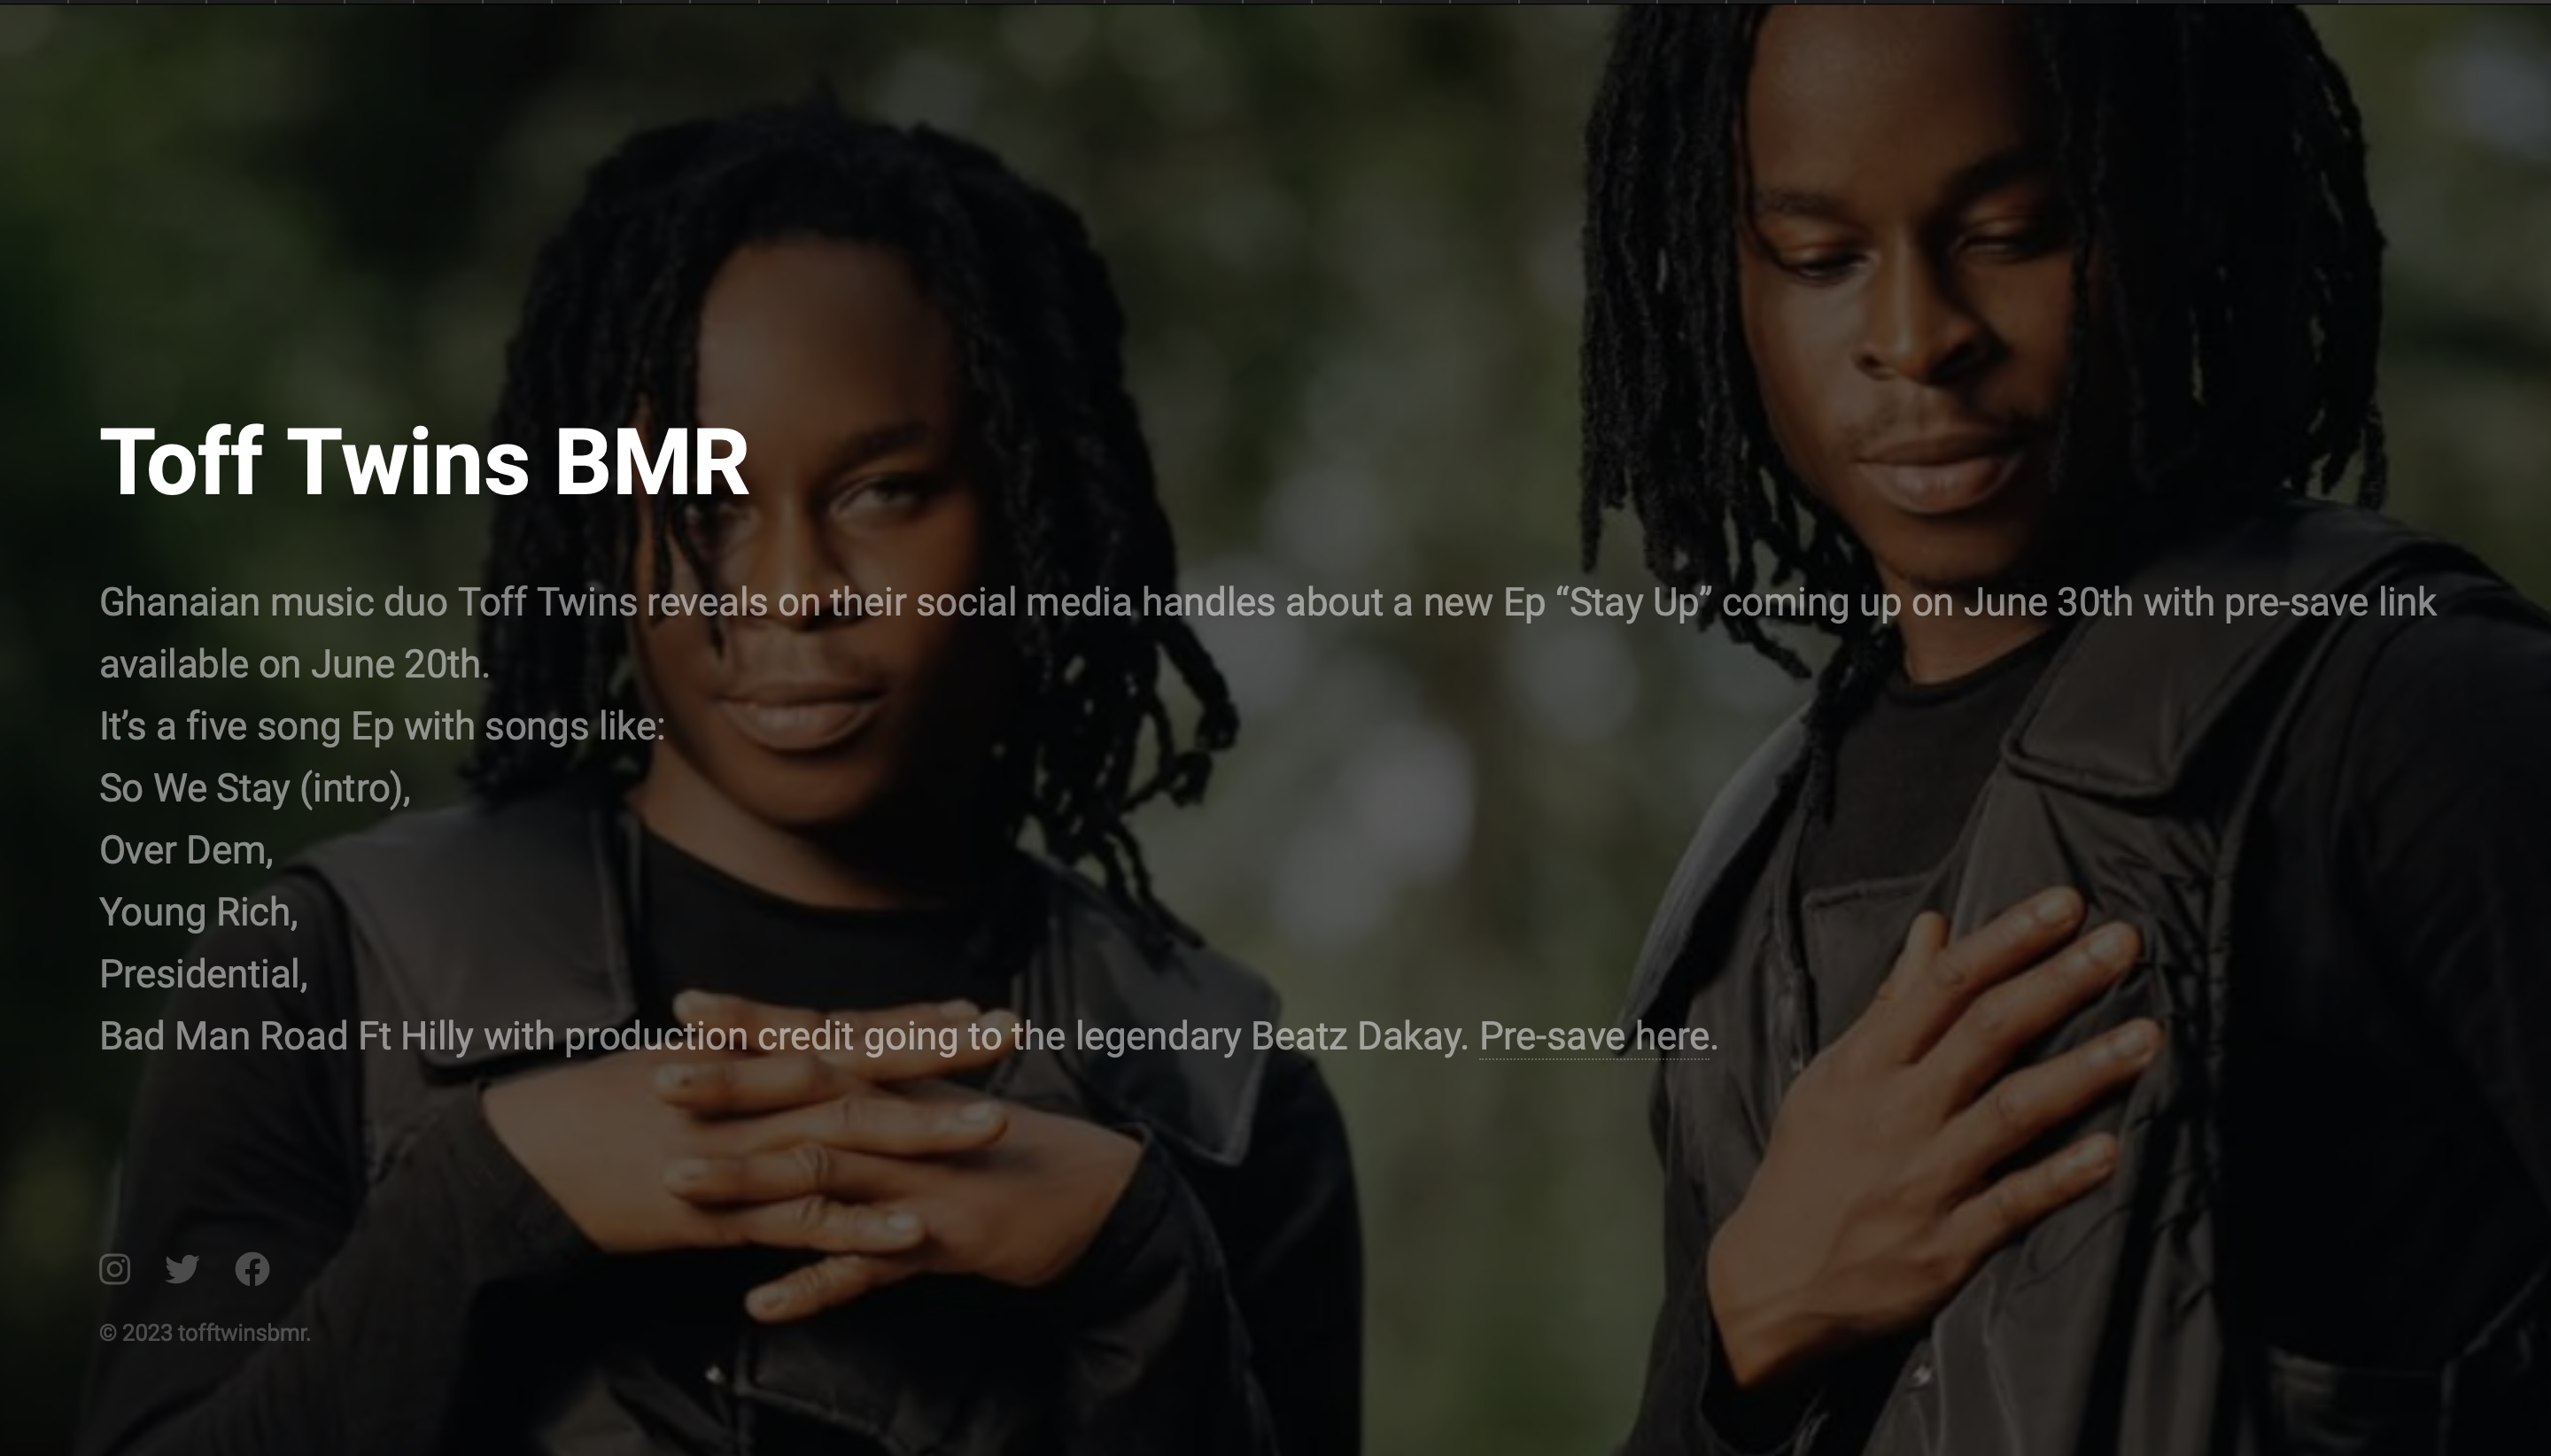 Toff Twins BMR
Ghanaian music duo Toff Twins reveals on their social media handles about a new Ep “Stay Up” coming up on June 30th with pre-save link
available on June 20th.
It’s a five song Ep with songs like:
So We Stay (intro),
Over Dem,
Young Rich,
Presidential,
Bad Man Road Ft Hilly with production credit going to the legendary Beatz Dakay. Pre-save here.
© 2023 tofftwinsbmr.